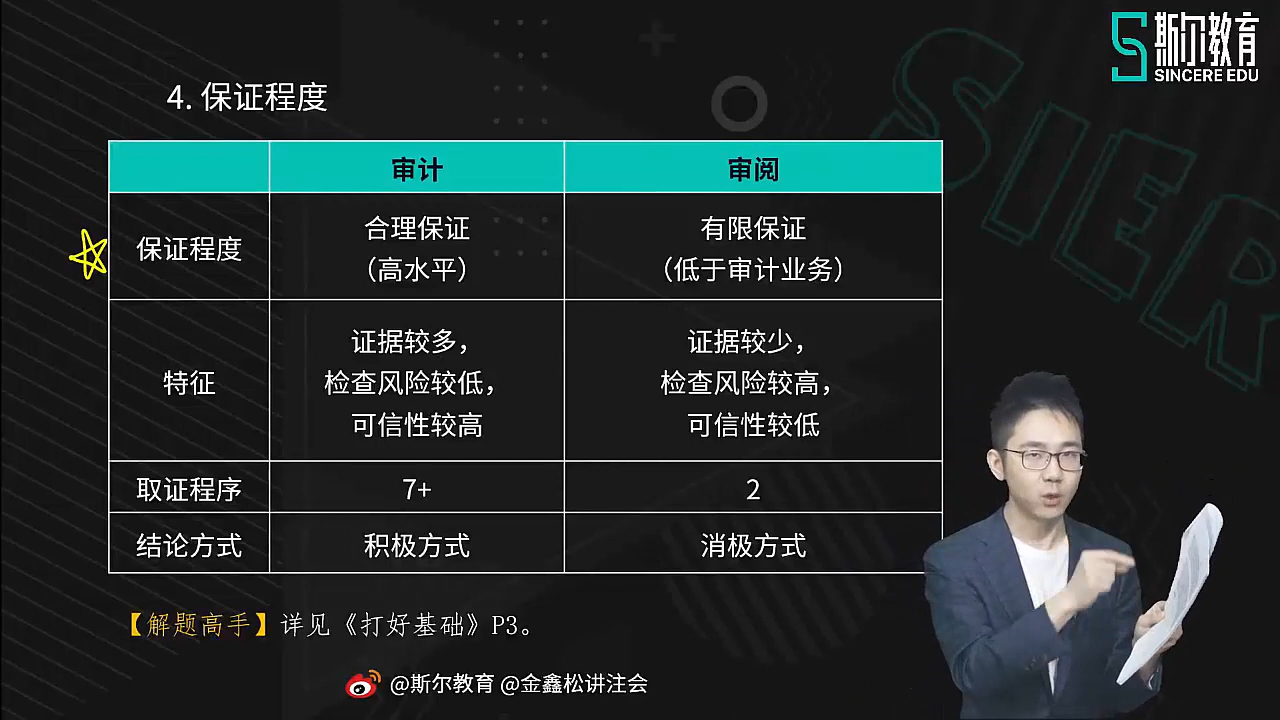 斯尔教育
SINCERE EDU
4. 保证程度
审计
审阅
保证程度
合理保证
（高水平）
有限保证
（低于审计业务）
特征
证据较多，
检查风险较低，
可信性较高
证据较少，
检查风险较高，
可信性较低
取证程序
7+
2
结论方式
积极方式
消极方式
【解题高手】详见《打好基础》P3。
@斯尔教育 @金鑫松讲注会
SIER